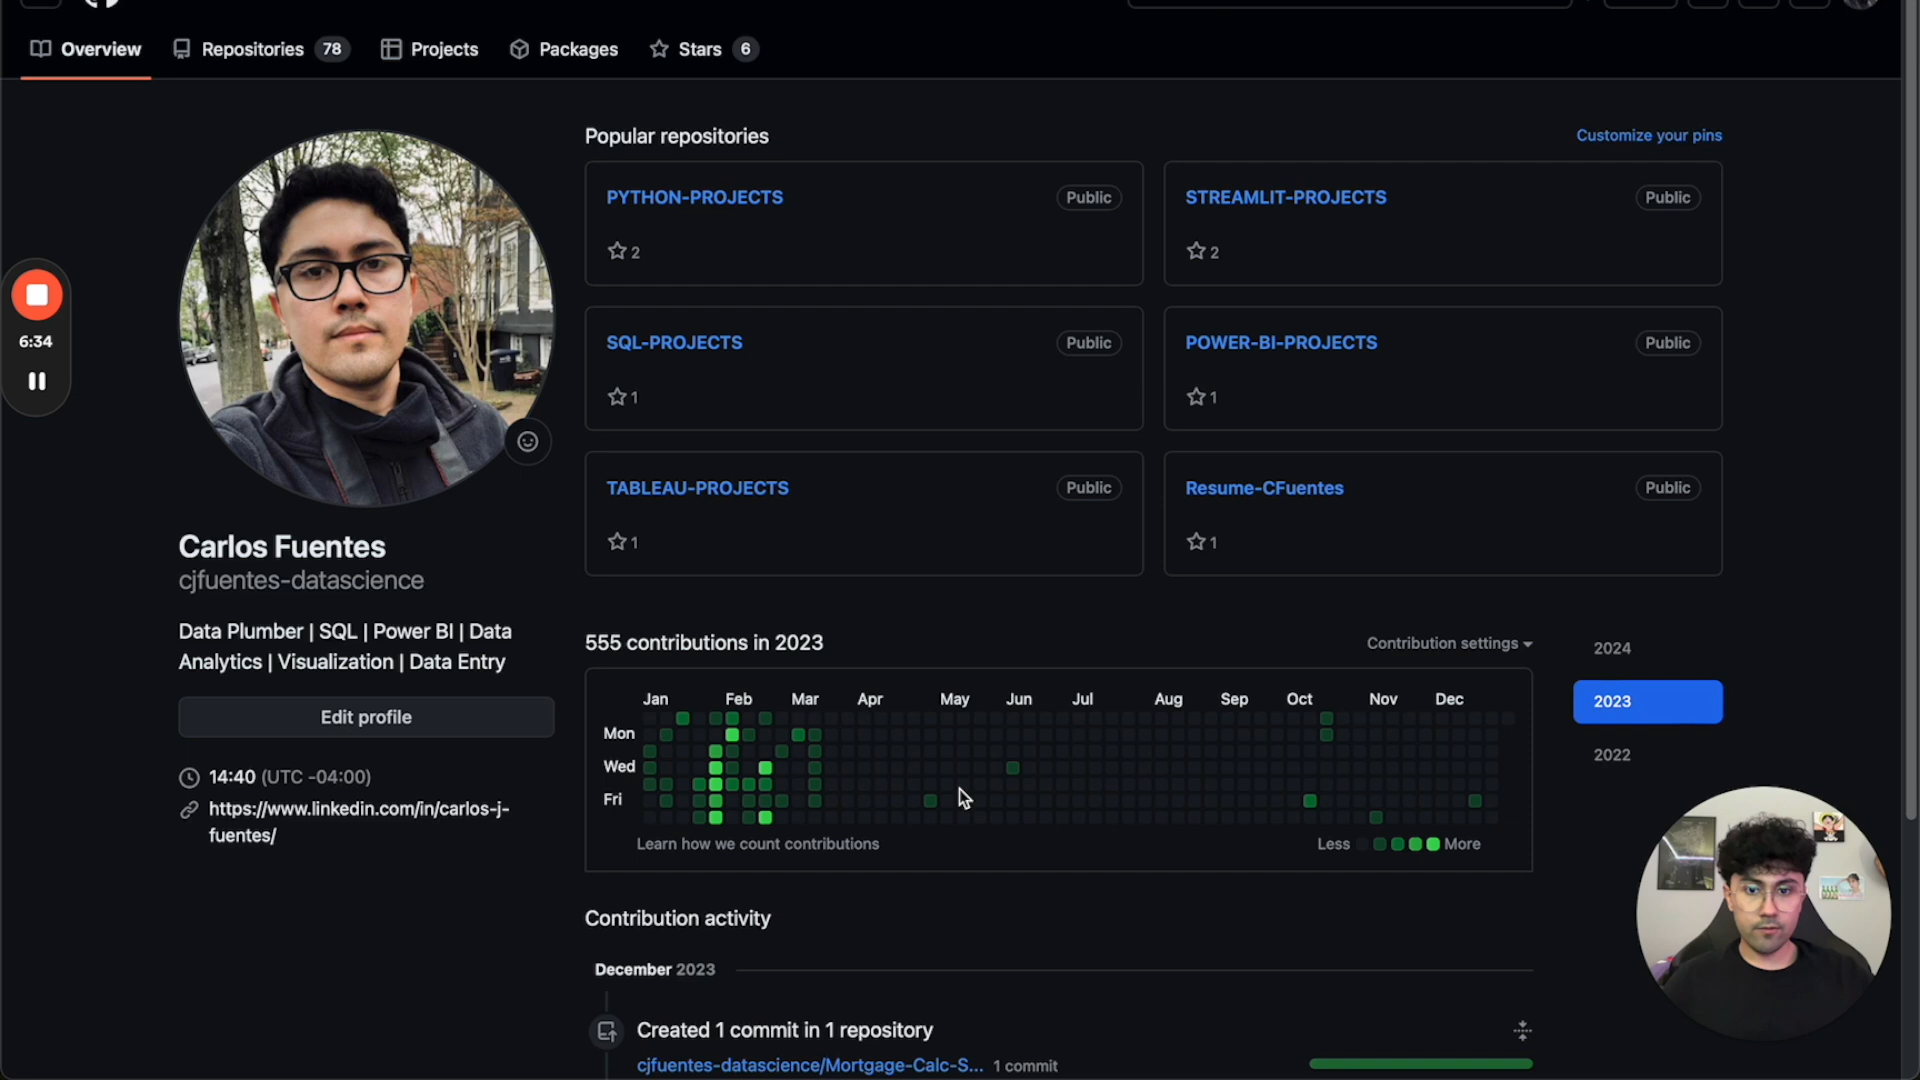 Overview
Repositories 78
Projects
Packages
Stars 6
6:34
Popular repositories
Customize your pins
PYTHON-PROJECTS Public
2
STREAMLIT-PROJECTS Public
2
SQL-PROJECTS Public
1
POWER-BI-PROJECTS Public
1
TABLEAU-PROJECTS Public
1
Resume-CFuentes Public
1
Carlos Fuentes
cjfuentes-datascience
Data Plumber | SQL | Power BI | Data
Analytics | Visualization | Data Entry
Edit profile
14:40 (UTC -04:00)
https://www.linkedin.com/in/carlos-j-
fuentes/
555 contributions in 2023
Contribution settings
2024
2023
2022
Jan Feb Mar Apr May Jun Jul Aug Sep Oct Nov Dec
Mon
Wed
Fri
Learn how we count contributions
Less More
Contribution activity
December 2023
Created 1 commit in 1 repository
cjfuentes-datascience/Mortgage-Calc-S... 1 commit